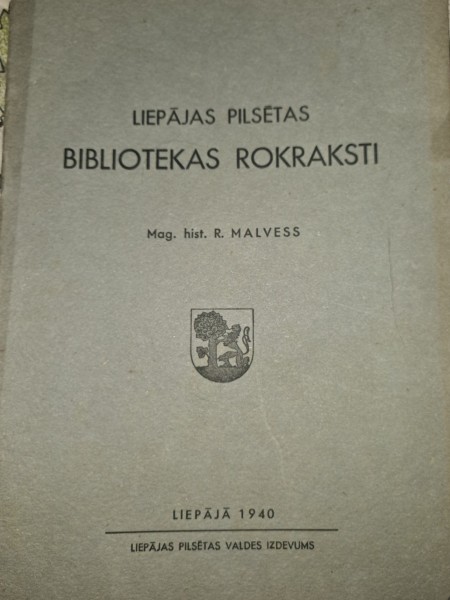 LIEPĀJAS PILSĒTAS
BIBLIOTEKAS ROKRAKSTI
Mag. hist. R. MALVESS
LIEPĀJĀ 1940
LIEPĀJAS PILSĒTAS VALDES IZDEVUMS